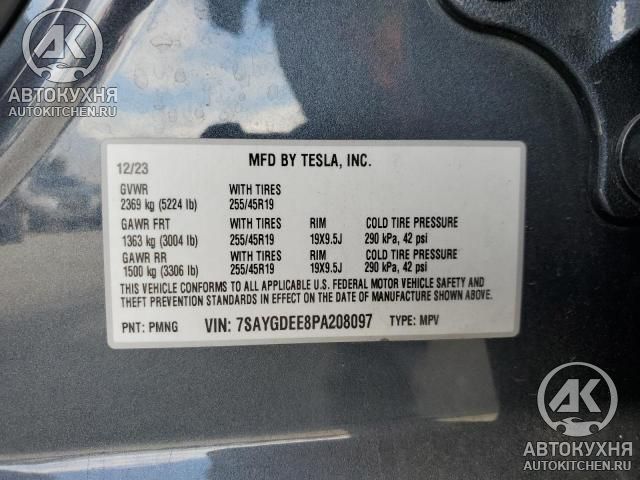 AK
АВТОКУХНЯ
AUTOKITCHEN.RU
12/23 MFD BY TESLA, INC.
GVWR WITH TIRES
2369 kg (5224 lb) 255/45R19
GAWR FRT WITH TIRES RIM COLD TIRE PRESSURE
1363 kg (3004 lb) 255/45R19 19X9.5J 290 kPa, 42 psi
GAWR RR WITH TIRES RIM COLD TIRE PRESSURE
1500 kg (3306 lb) 255/45R19 19X9.5J 290 kPa, 42 psi
THIS VEHICLE CONFORMS TO ALL APPLICABLE U.S. FEDERAL MOTOR VEHICLE SAFETY AND
THEFT PREVENTION STANDARDS IN EFFECT ON THE DATE OF MANUFACTURE SHOWN ABOVE.
PNT: PMNG VIN: 7SAYGDEE8PA208097 TYPE: MPV
AK
АВТОКУХНЯ
AUTOKITCHEN.RU